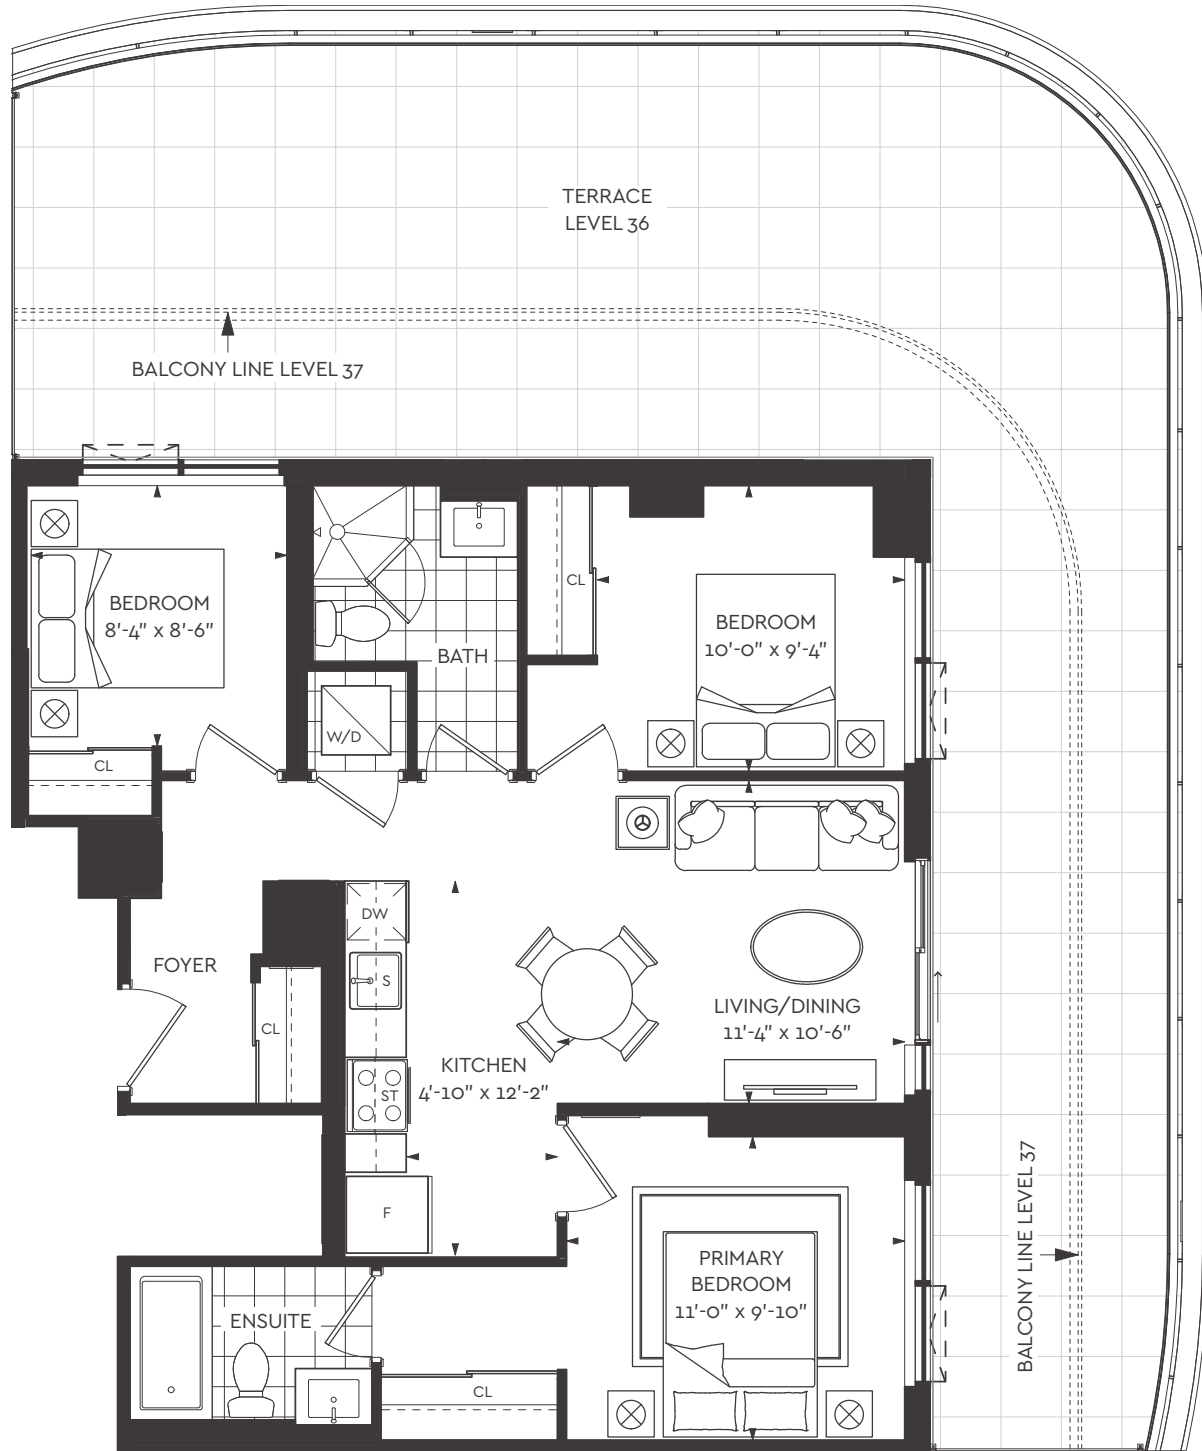 TERRACE
LEVEL 36
BALCONY LINE LEVEL 37
BEDROOM
8'-4" x 8'-6"
CL
BATH
W/D
CL
BEDROOM
10'-0" x 9'-4"
FOYER
CL
DW
S
ST
F
KITCHEN
4'-10" x 12'-2"
LIVING/DINING
11'-4" x 10'-6"
PRIMARY
BEDROOM
11'-0" x 9'-10"
ENSUITE
CL
BALCONY LINE LEVEL 37